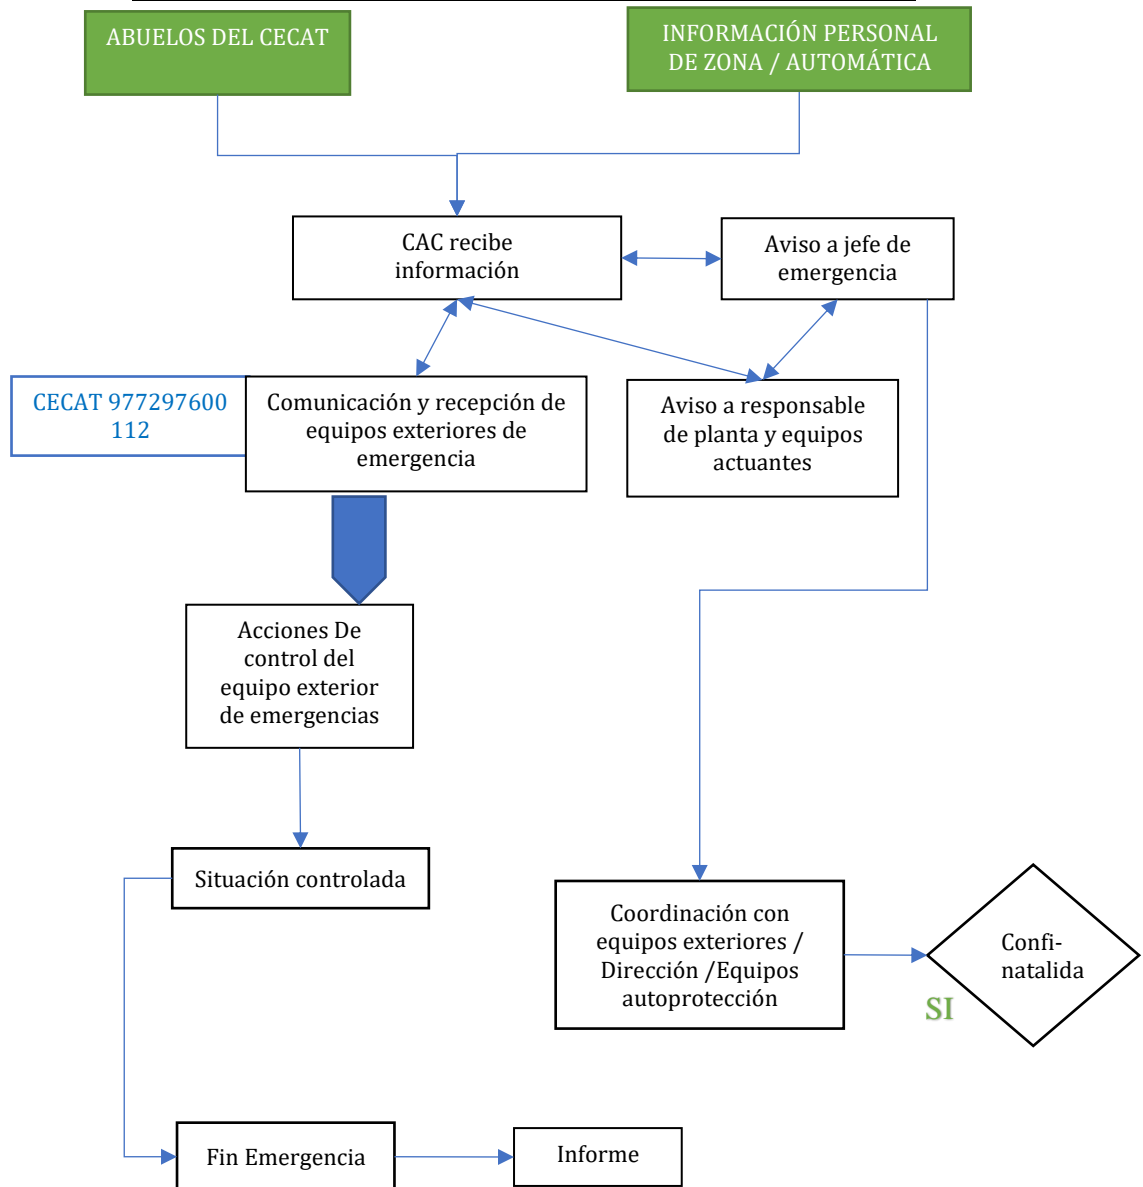 ABUELOS DEL CECAT
INFORMACIÓN PERSONAL
DE ZONA / AUTOMÁTICA
CAC recibe
información
Aviso a jefe de
emergencia
CECAT 977297600
112
Comunicación y recepción de
equipos exteriores de
emergencia
Aviso a responsable
de planta y equipos
actuantes
Acciones De
control del
equipo exterior
de emergencias
Situación controlada
Coordinación con
equipos exteriores /
Dirección /Equipos
autoprotección
Confi-
natalida
SI
Fin Emergencia
Informe